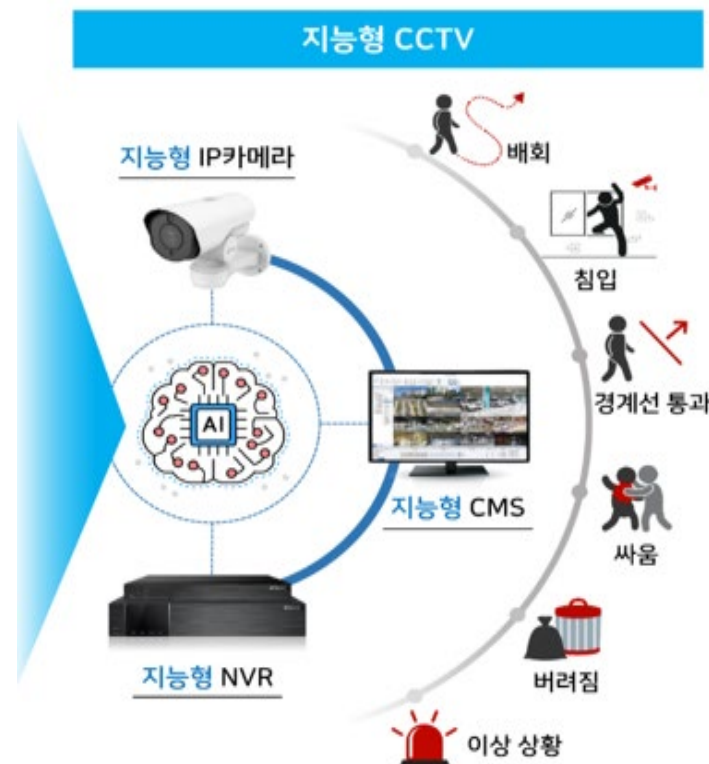 지능형 CCTV
지능형 IP카메라
배회
침입
경계선 통과
AI
지능형 CMS
싸움
버려짐
지능형 NVR
이상 상황